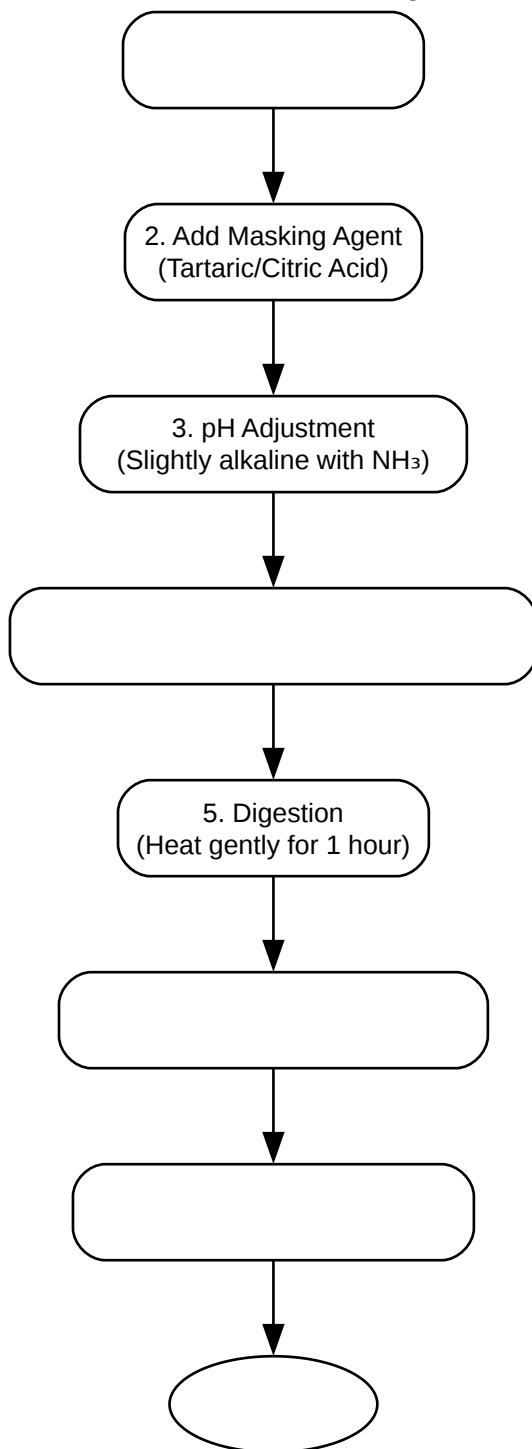 2. Add Masking Agent
(Tartaric/Citric Acid)
3. pH Adjustment
(Slightly alkaline with NH₃)
5. Digestion
(Heat gently for 1 hour)